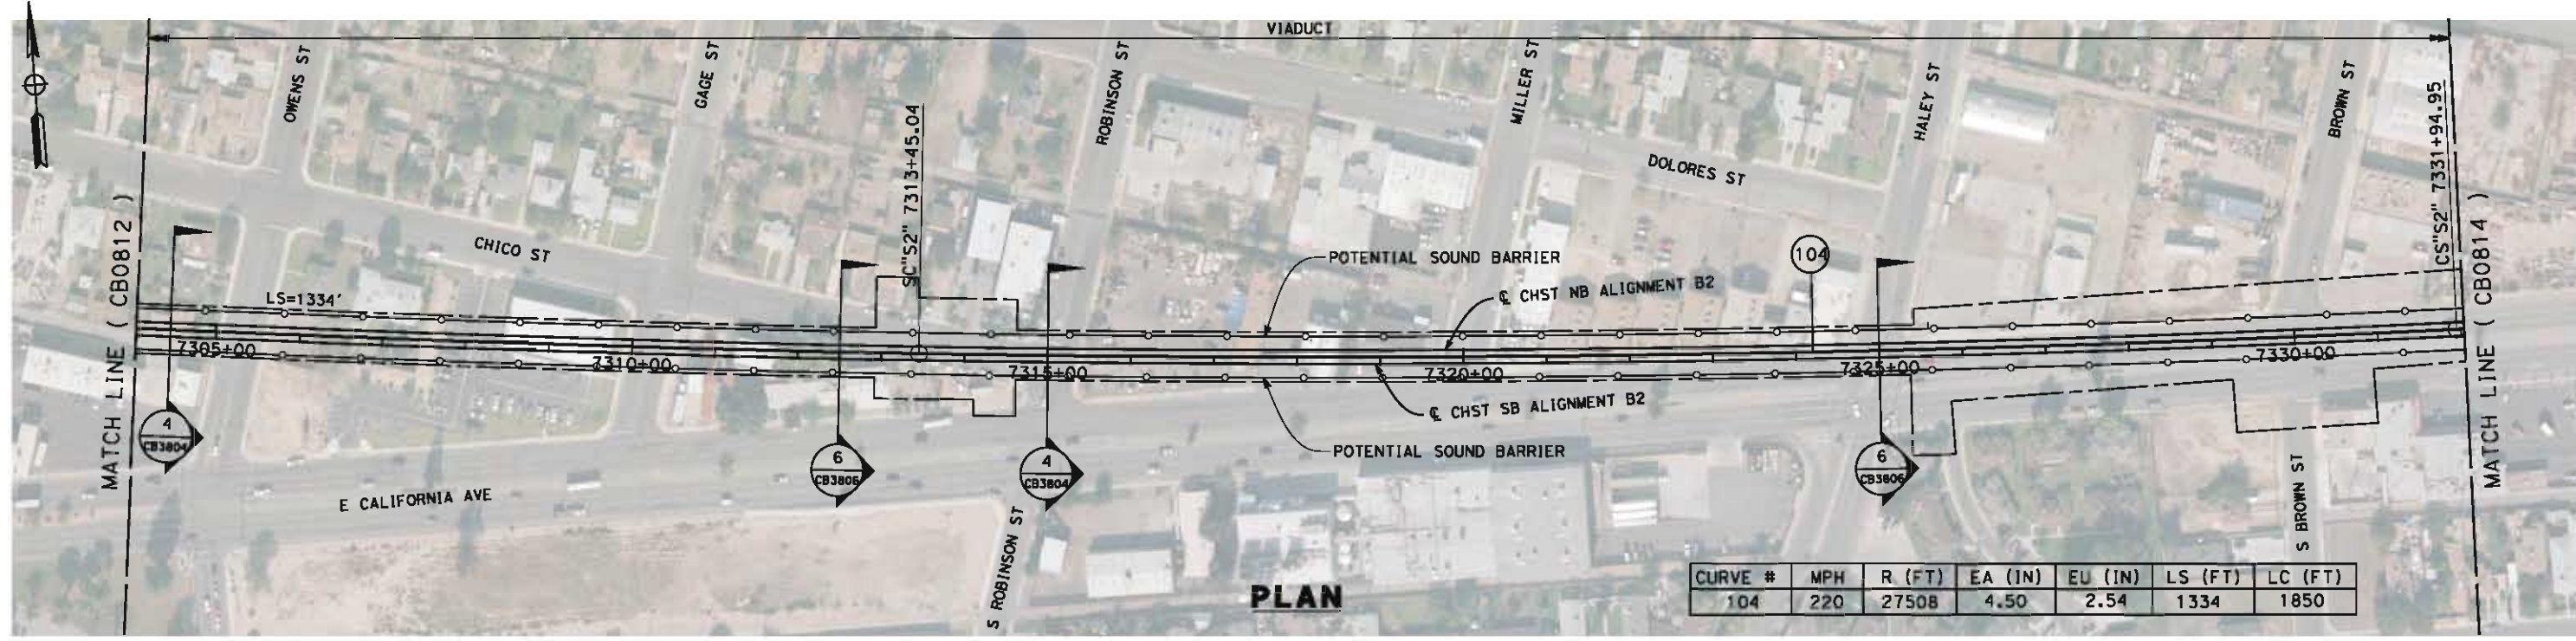 VIADUCT
OWENS ST
GAGE ST
ROBINSON ST
MILLER ST
HALEY ST
BROWN ST
SC"S2" 7313+45.04
CS"S2" 7331+94.95
DOLORES ST
CHICO ST
MATCH LINE ( CB0812 )
MATCH LINE ( CB0814 )
LS=1334'
POTENTIAL SOUND BARRIER
104
℄ CHST NB ALIGNMENT B2
7305+00
7310+00
7315+00
7320+00
7325+00
7330+00
℄ CHST SB ALIGNMENT B2
POTENTIAL SOUND BARRIER
4
CB3804
6
CB3806
4
CB3804
6
CB3806
E CALIFORNIA AVE
S ROBINSON ST
S BROWN ST
PLAN
CURVE # MPH R (FT) EA (IN) EU (IN) LS (FT) LC (FT)
104 220 27508 4.50 2.54 1334 1850